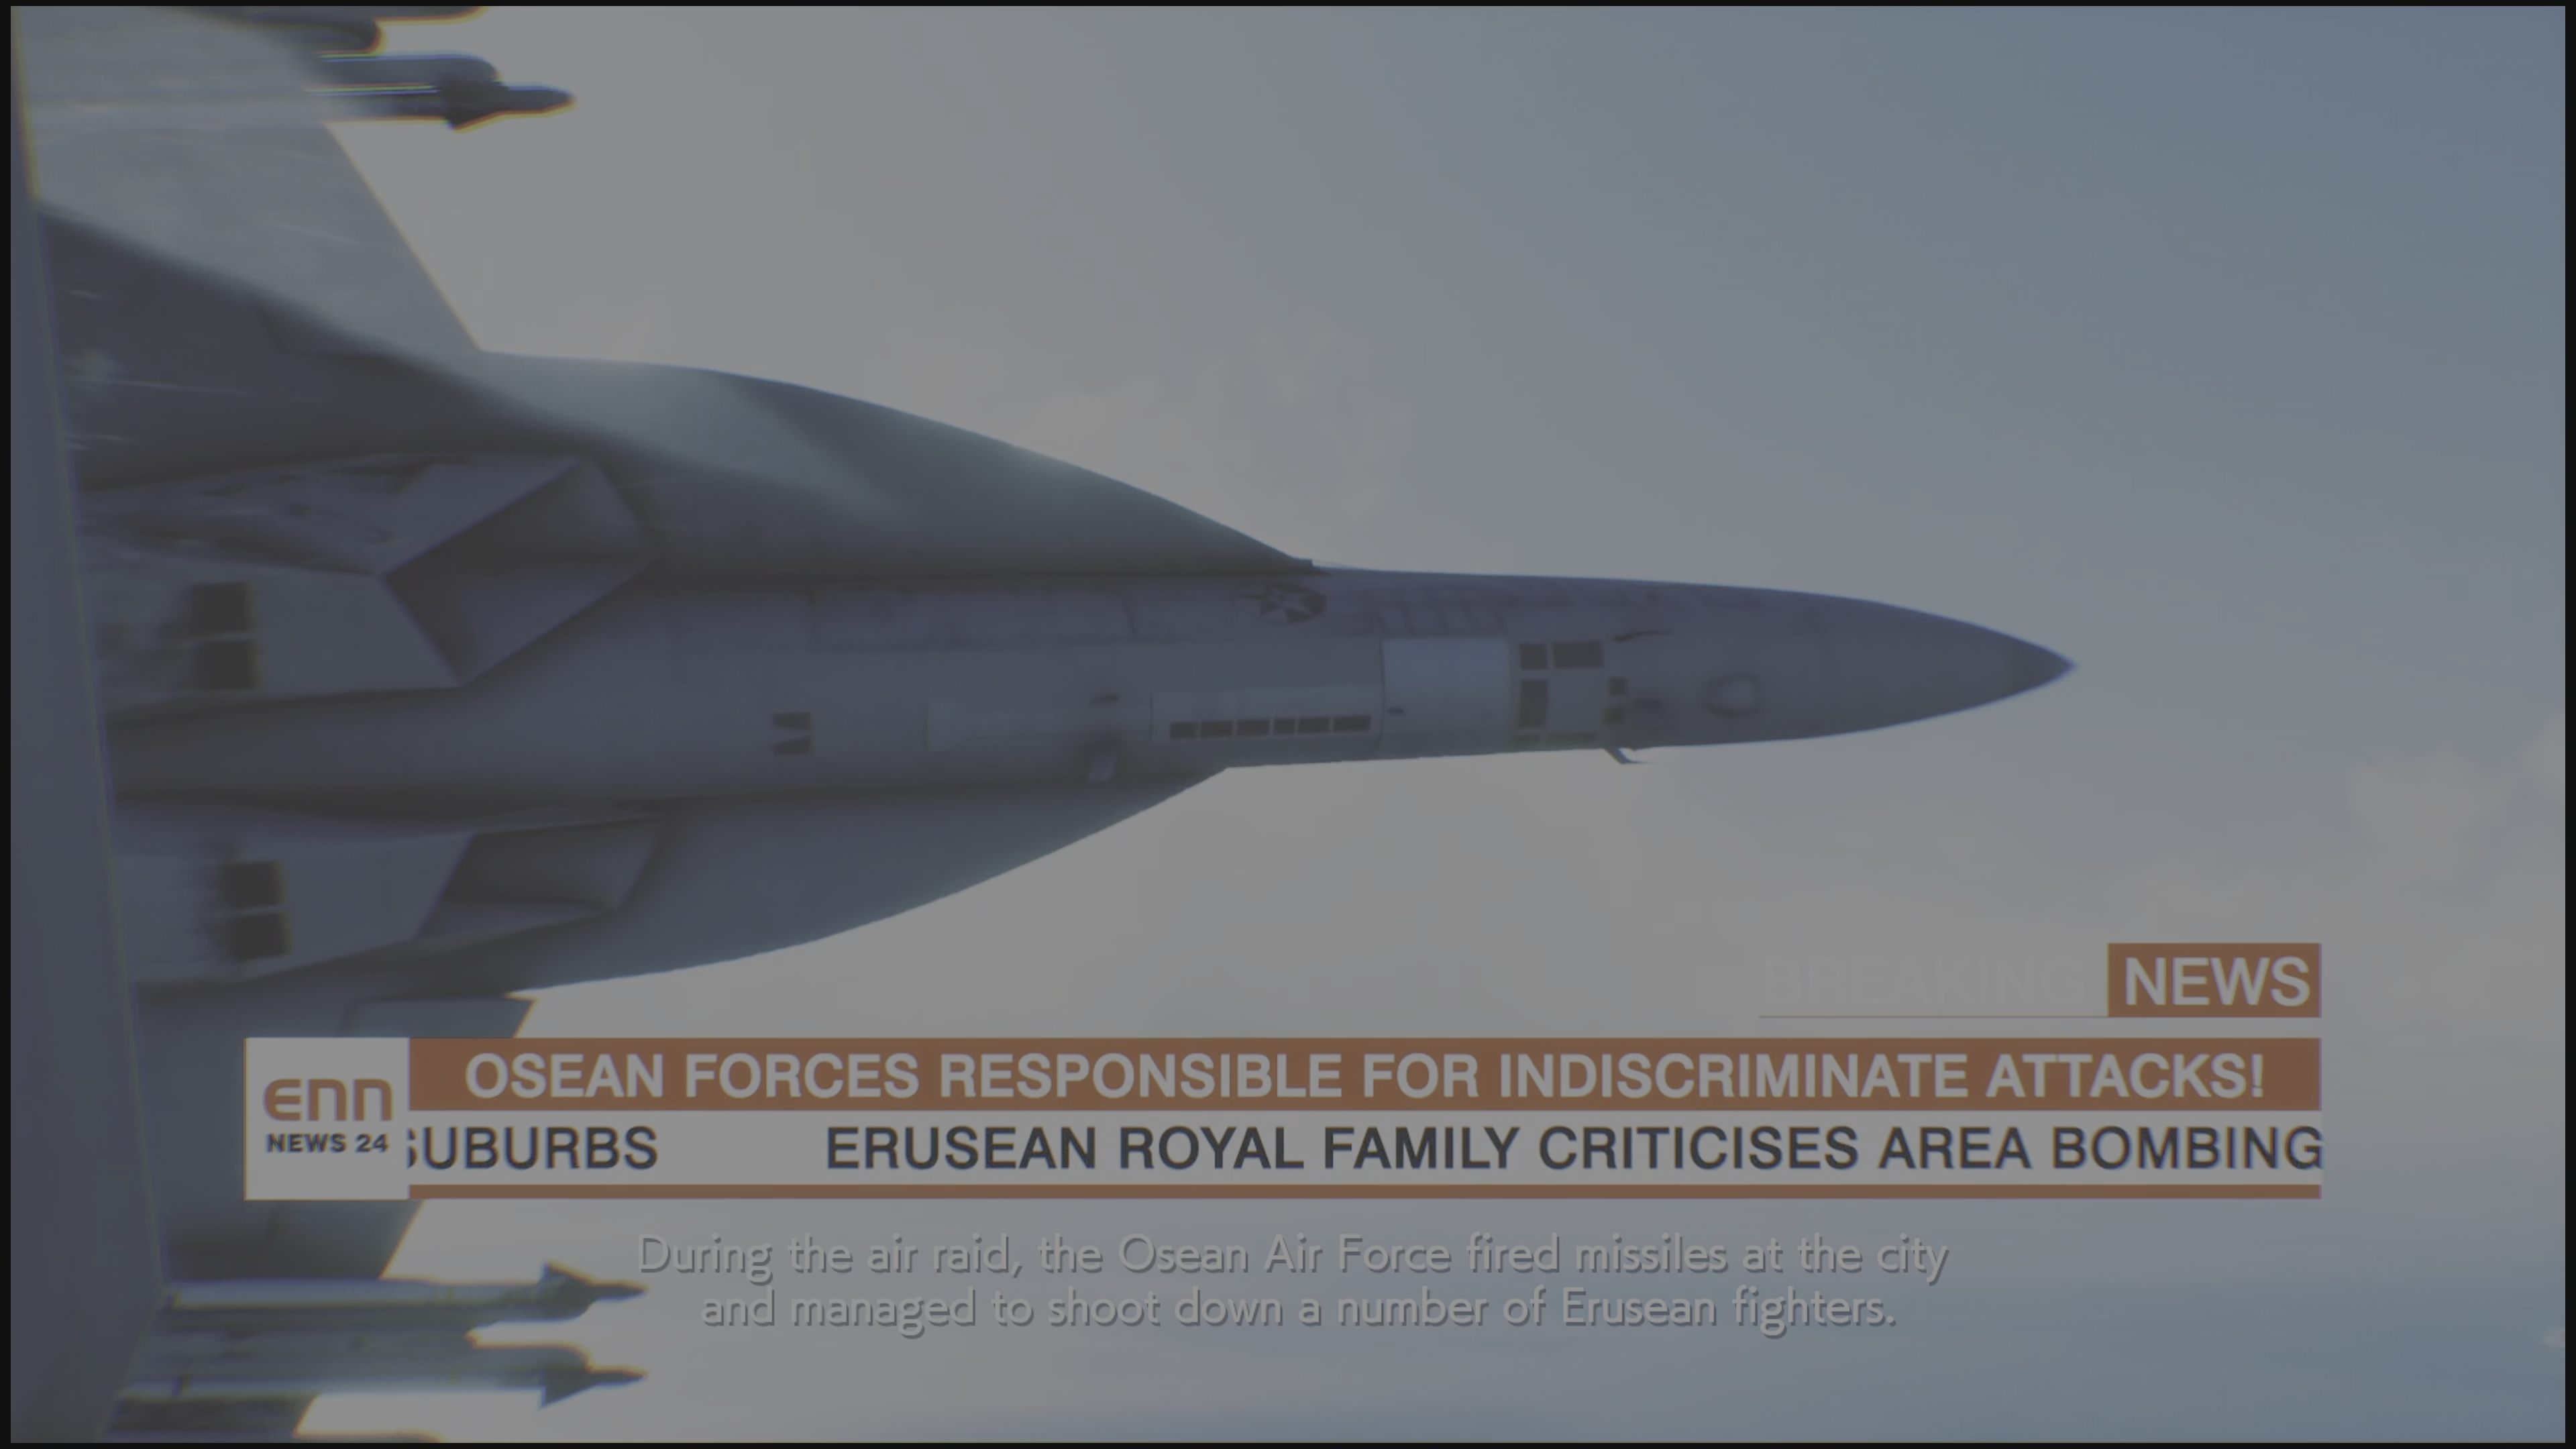 BREAKING NEWS
OSEAN FORCES RESPONSIBLE FOR INDISCRIMINATE ATTACKS!
enn
NEWS 24
SUBURBS ERUSEAN ROYAL FAMILY CRITICISES AREA BOMBING
During the air raid, the Osean Air Force fired missiles at the city
and managed to shoot down a number of Erusean fighters.